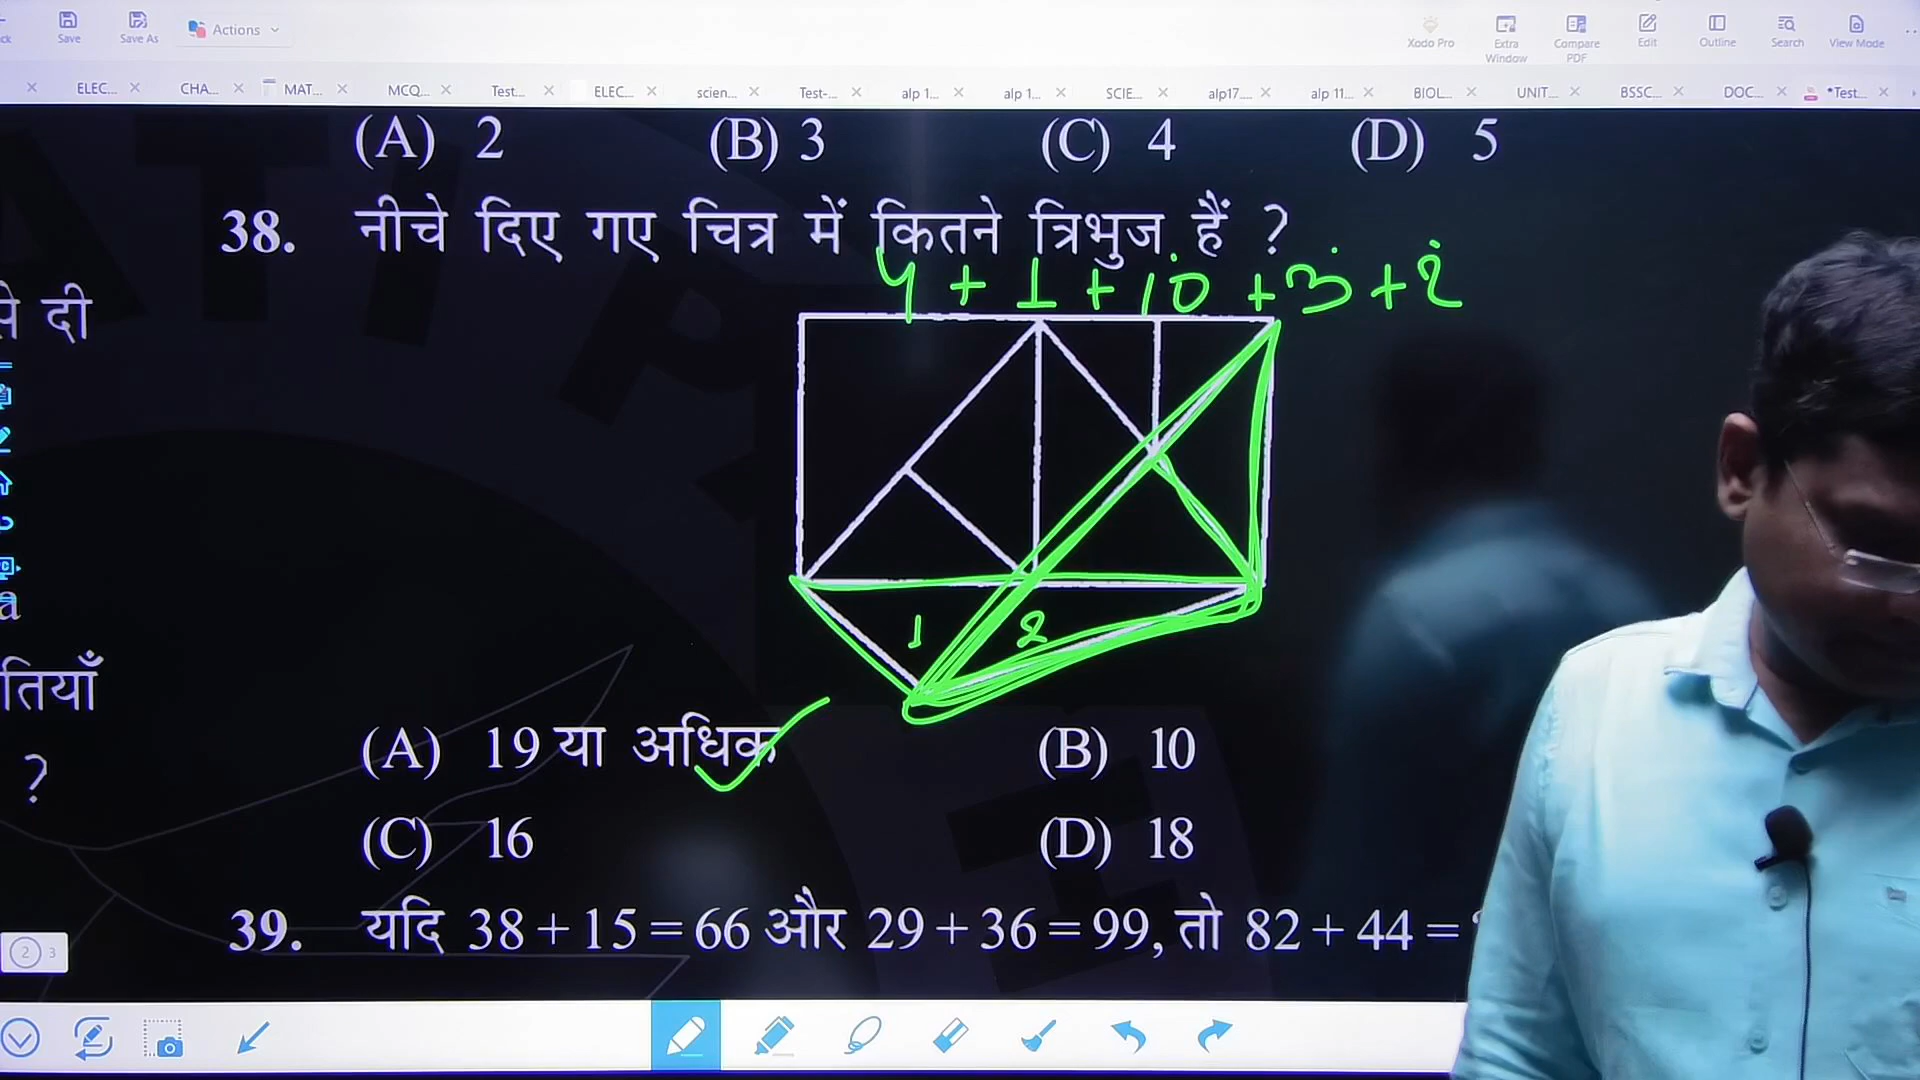 ck Save Save As Actions Xodo Pro Extra Window Compare PDF Edit Outline Search View Mode
ELEC... CHA... MAT... MCQ... Test... ELEC... scien... Test-... alp 1... alp 1... SCIE... alp17.... alp 11... BIOL... UNIT... BSSC... DOC... *Test...
(A) 2 (B) 3 (C) 4 (D) 5
38. नीचे दिए गए चित्र में कितने त्रिभुज हैं ?
4 + 1 + 10 + 3 + 2
से दी
a
1 2
तियाँ
(A) 19 या अधिक (B) 10
?
(C) 16 (D) 18
39. यदि 38 + 15 = 66 और 29 + 36 = 99, तो 82 + 44 =
2 3